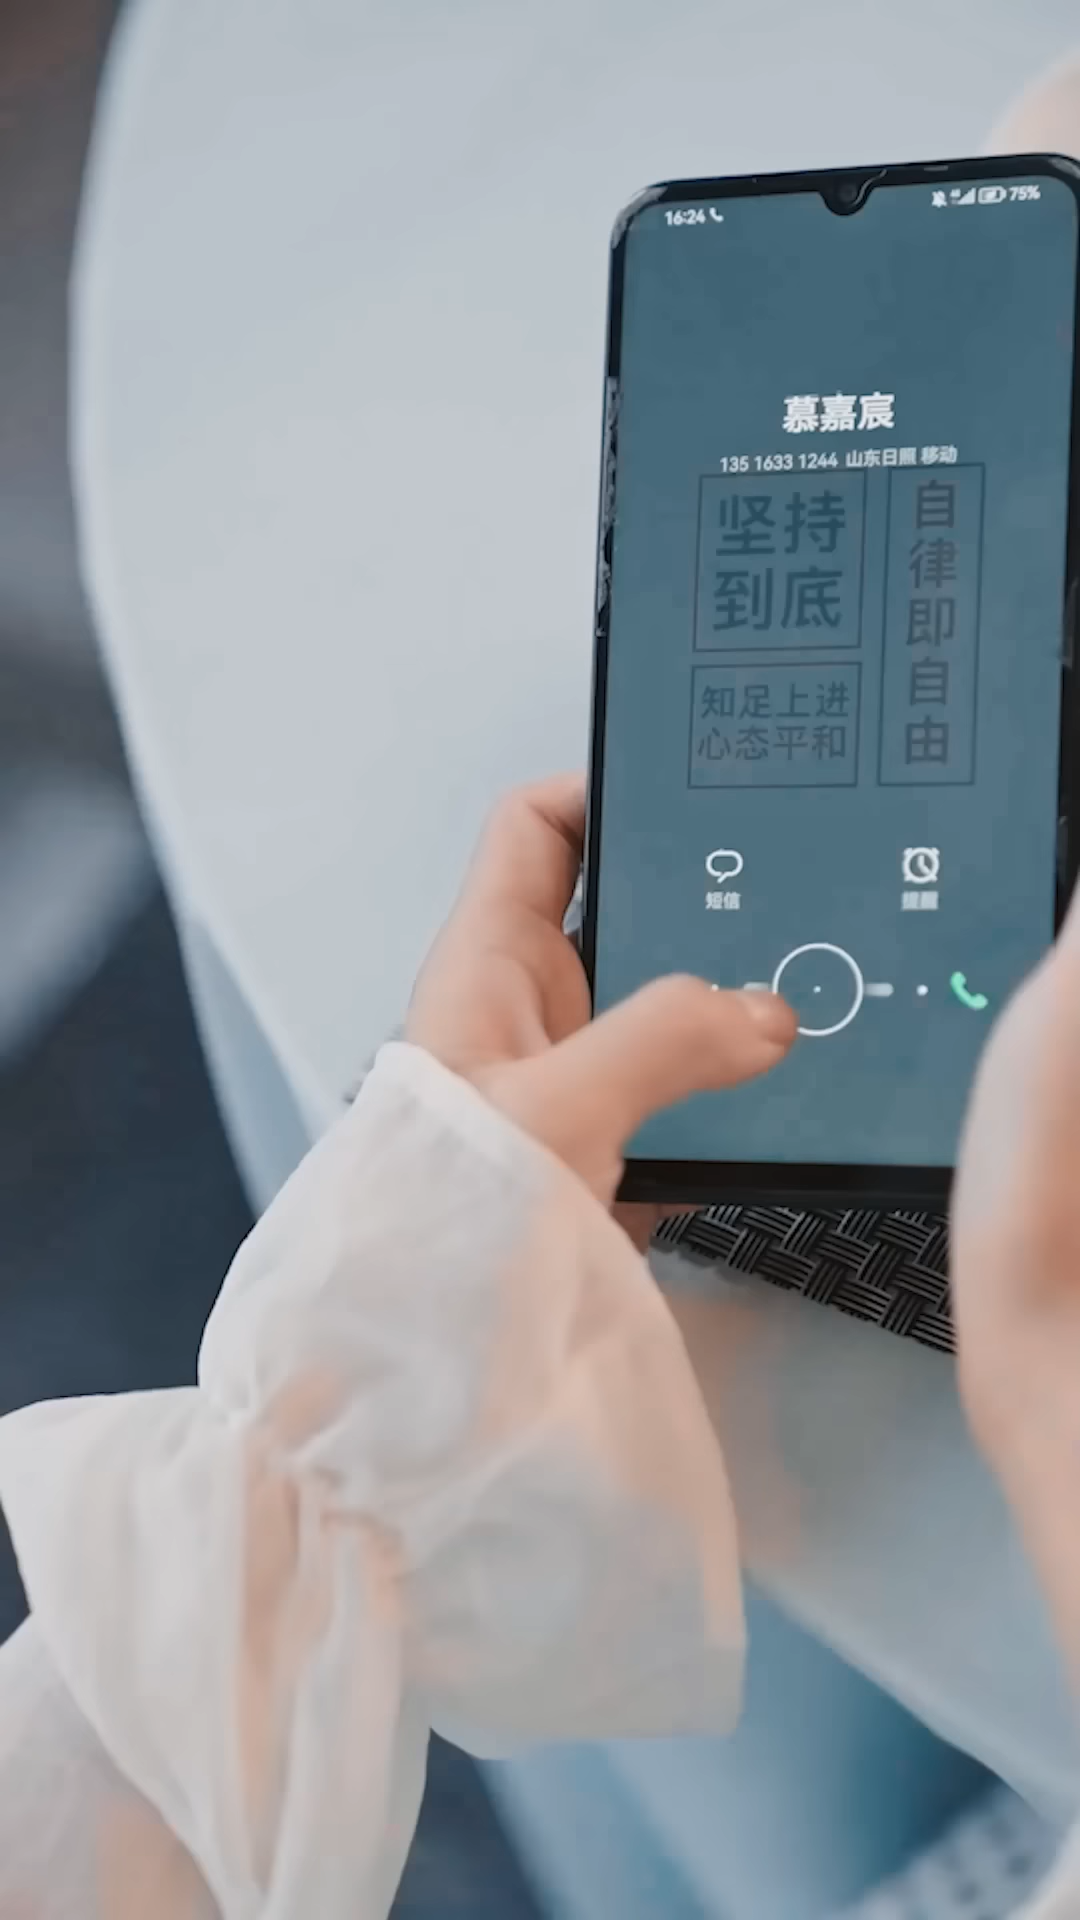 16:24
4G 75%
慕嘉宸
135 1633 1244 山东日照 移动
坚持
到底
知足上进
心态平和
自律即自由
短信
提醒